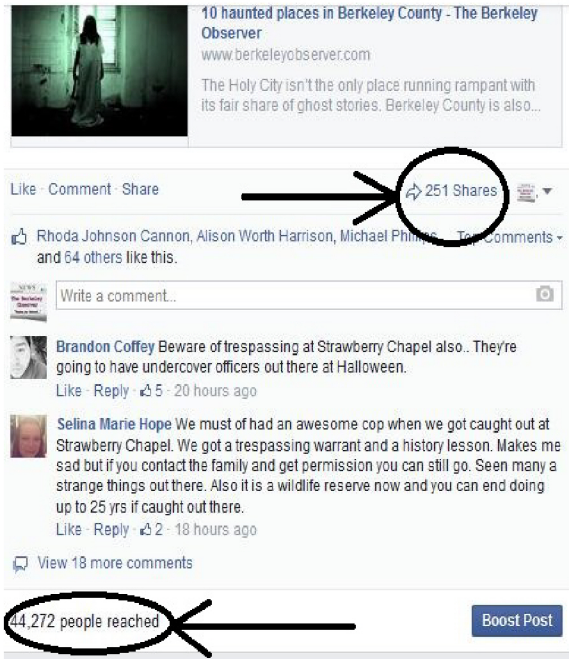 10 haunted places in Berkeley County - The Berkeley
Observer
www.berkeleyobserver.com
The Holy City isn't the only place running rampant with
its fair share of ghost stories. Berkeley County is also...
Like · Comment · Share
251 Shares
Rhoda Johnson Cannon, Alison Worth Harrison, Michael Phillips
Top Comments
and 64 others like this.
NEWS
The Berkeley
Observer
Write a comment...
Brandon Coffey Beware of trespassing at Strawberry Chapel also.. They're
going to have undercover officers out there at Halloween.
Like · Reply · 5 · 20 hours ago
Selina Marie Hope We must of had an awesome cop when we got caught out at
Strawberry Chapel. We got a trespassing warrant and a history lesson. Makes me
sad but if you contact the family and get permission you can still go. Seen many a
strange things out there. Also it is a wildlife reserve now and you can end doing
up to 25 yrs if caught out there.
Like · Reply · 2 · 18 hours ago
View 18 more comments
44,272 people reached
Boost Post